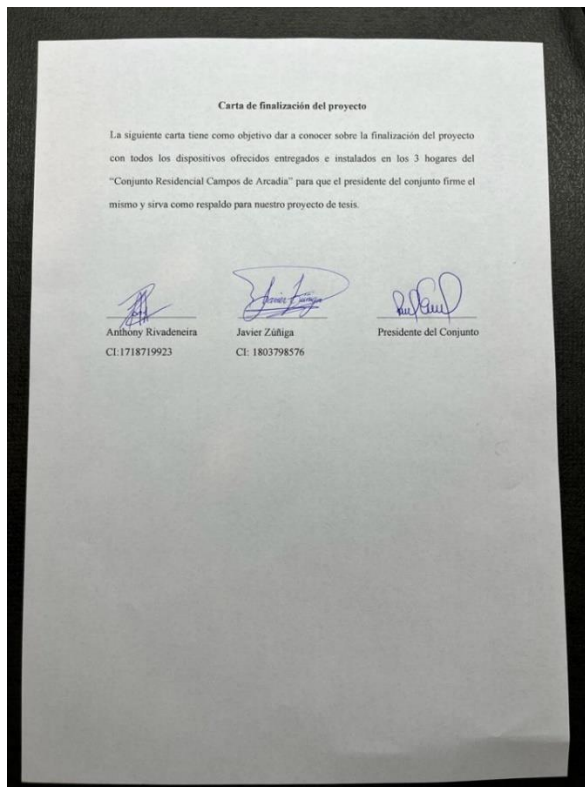 Carta de finalización del proyecto
La siguiente carta tiene como objetivo dar a conocer sobre la finalización del proyecto
con todos los dispositivos ofrecidos entregados e instalados en los 3 hogares del
“Conjunto Residencial Campos de Arcadia” para que el presidente del conjunto firme el
mismo y sirva como respaldo para nuestro proyecto de tesis.
Javier Zúñiga
Anthony Rivadeneira Javier Zúñiga Presidente del Conjunto
CI:1718719923 CI: 1803798576